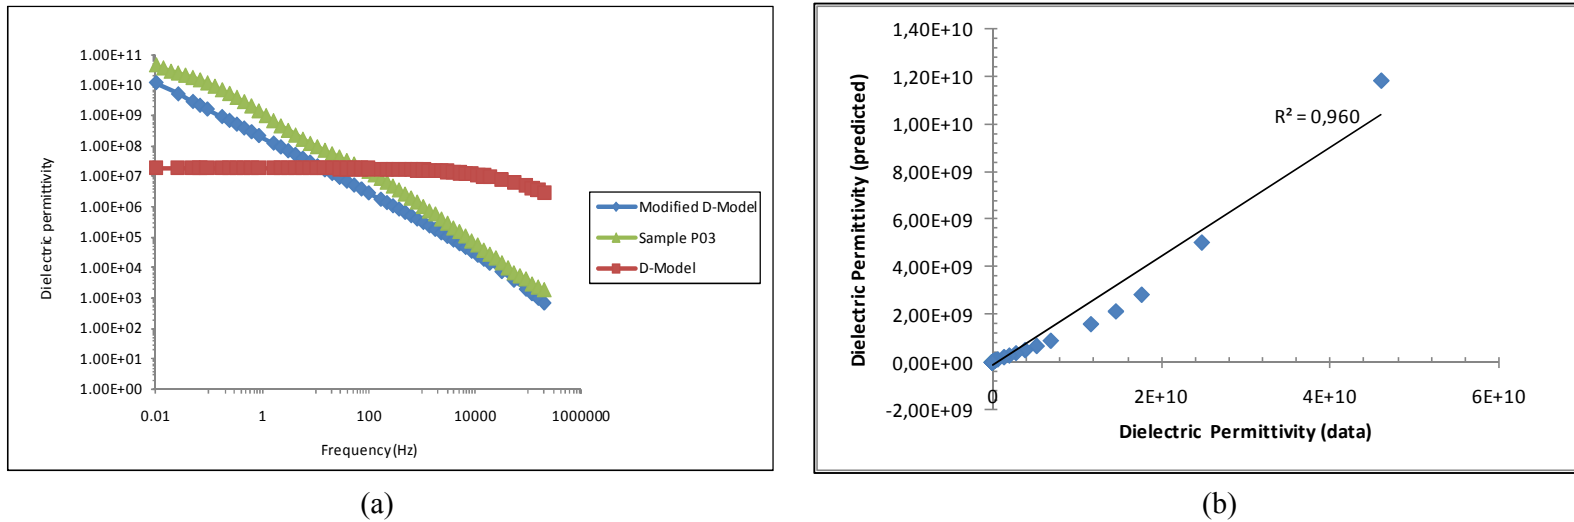 1.00E+11
1.00E+10
1.00E+09
1.00E+08
1.00E+07
1.00E+06
1.00E+05
1.00E+04
1.00E+03
1.00E+02
1.00E+01
1.00E+00
Dielectric permittivity
0.01 1 100 10000 1000000
Frequency (Hz)
Modified D-Model
Sample P03
D-Model
(a)
1,40E+10
1,20E+10
1,00E+10
8,00E+09
6,00E+09
4,00E+09
2,00E+09
0,00E+00
-2,00E+09
Dielectric Permittivity (predicted)
R² = 0,960
0 2E+10 4E+10 6E+10
Dielectric Permittivity (data)
(b)